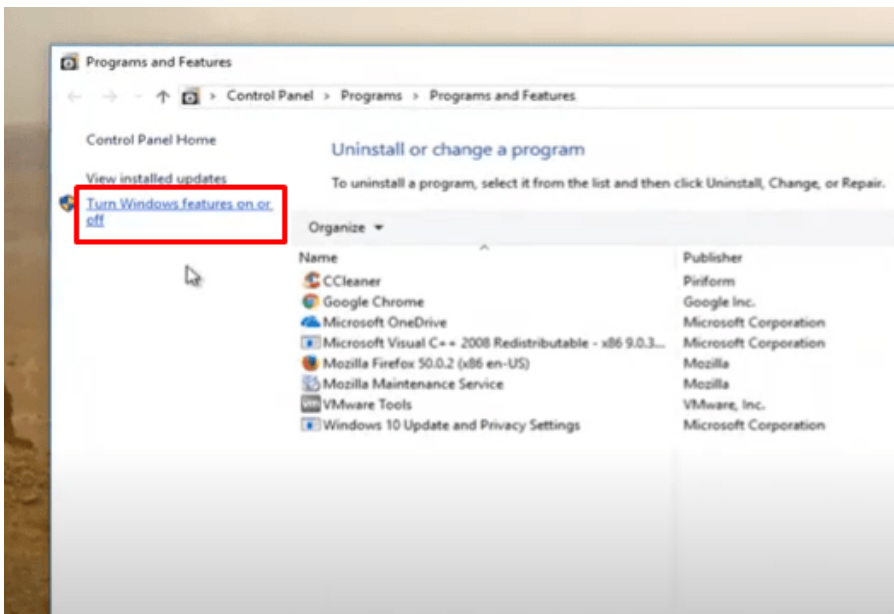 Programs and Features
Control Panel > Programs > Programs and Features
Control Panel Home
View installed updates
Turn Windows features on or
off
Uninstall or change a program
To uninstall a program, select it from the list and then click Uninstall, Change, or Repair.
Organize
Name Publisher
CCleaner Piriform
Google Chrome Google Inc.
Microsoft OneDrive Microsoft Corporation
Microsoft Visual C++ 2008 Redistributable - x86 9.0.3... Microsoft Corporation
Mozilla Firefox 50.0.2 (x86 en-US) Mozilla
Mozilla Maintenance Service Mozilla
vm VMware Tools VMware, Inc.
Windows 10 Update and Privacy Settings Microsoft Corporation